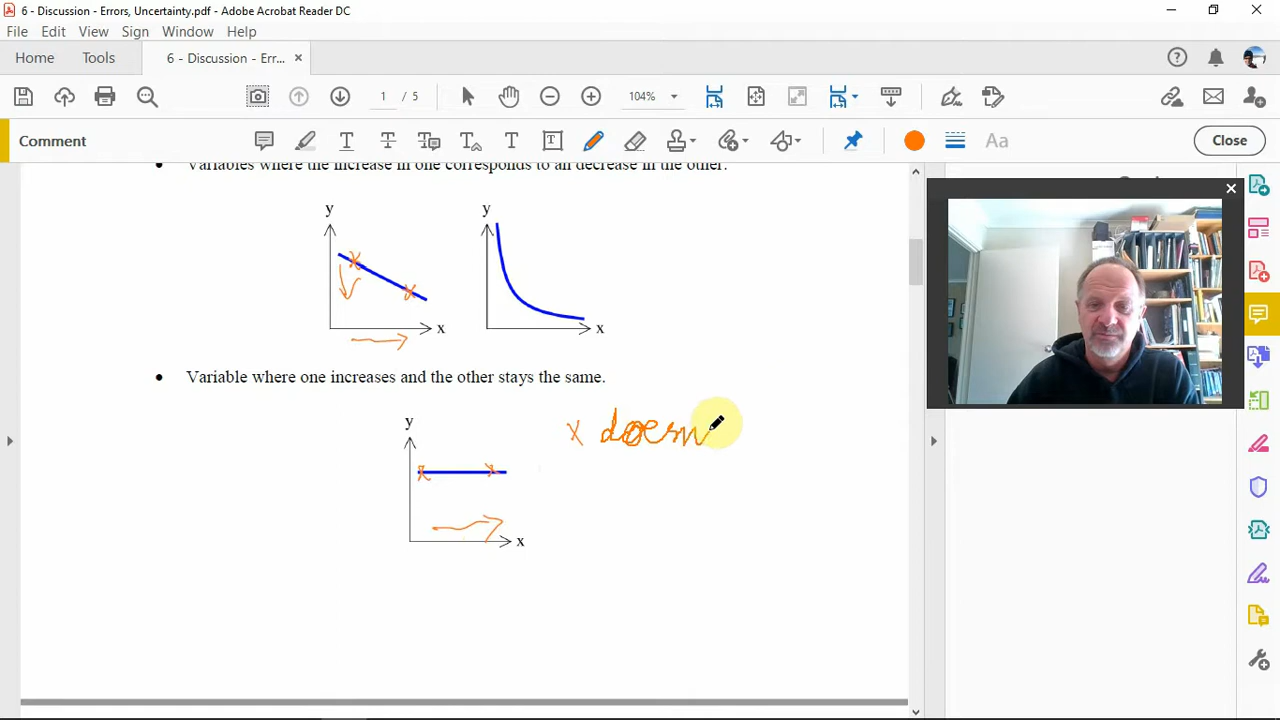 6 - Discussion - Errors, Uncertainty.pdf - Adobe Acrobat Reader DC
File Edit View Sign Window Help
Home Tools 6 - Discussion - Err... ×
1 / 5 104% Aa
Comment Close
• Variables where the increase in one corresponds to an decrease in the other.
y y
x x
• Variable where one increases and the other stays the same.
y
x doesn
x